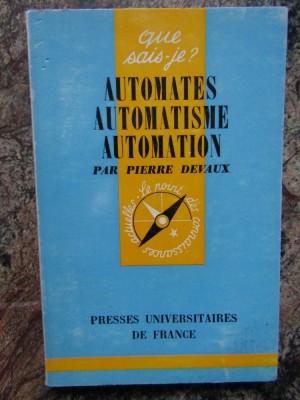 que
sais-je?
AUTOMATES
AUTOMATISME
AUTOMATION
PAR PIERRE DEVAUX
Le point des connaissances actuelles
PRESSES UNIVERSITAIRES
DE FRANCE